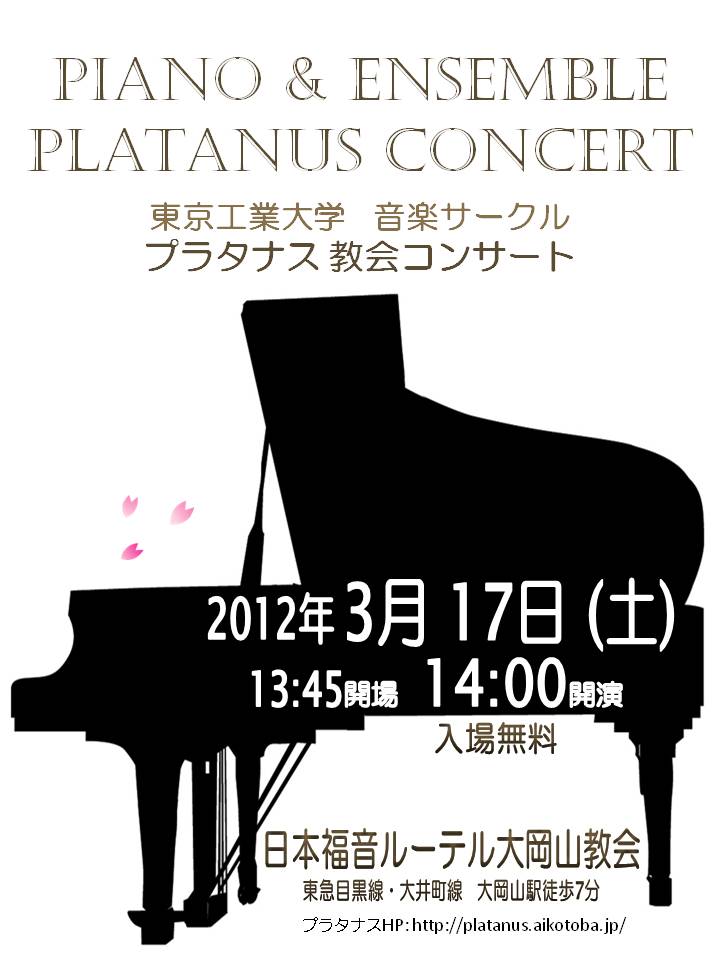 PIANO & ENSEMBLE
PLATANUS CONCERT
東京工業大学 音楽サークル
プラタナス 教会コンサート
2012年 3月 17日 (土)
13:45開場 14:00開演
入場無料
日本福音ルーテル大岡山教会
東急目黒線・大井町線 大岡山駅徒歩7分
プラタナスHP:http://platanus.aikotoba.jp/